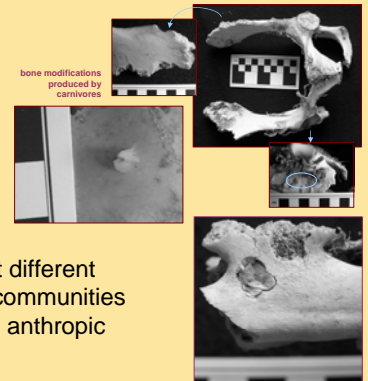 bone modifications
produced by
carnivores
t different
communities
anthropic